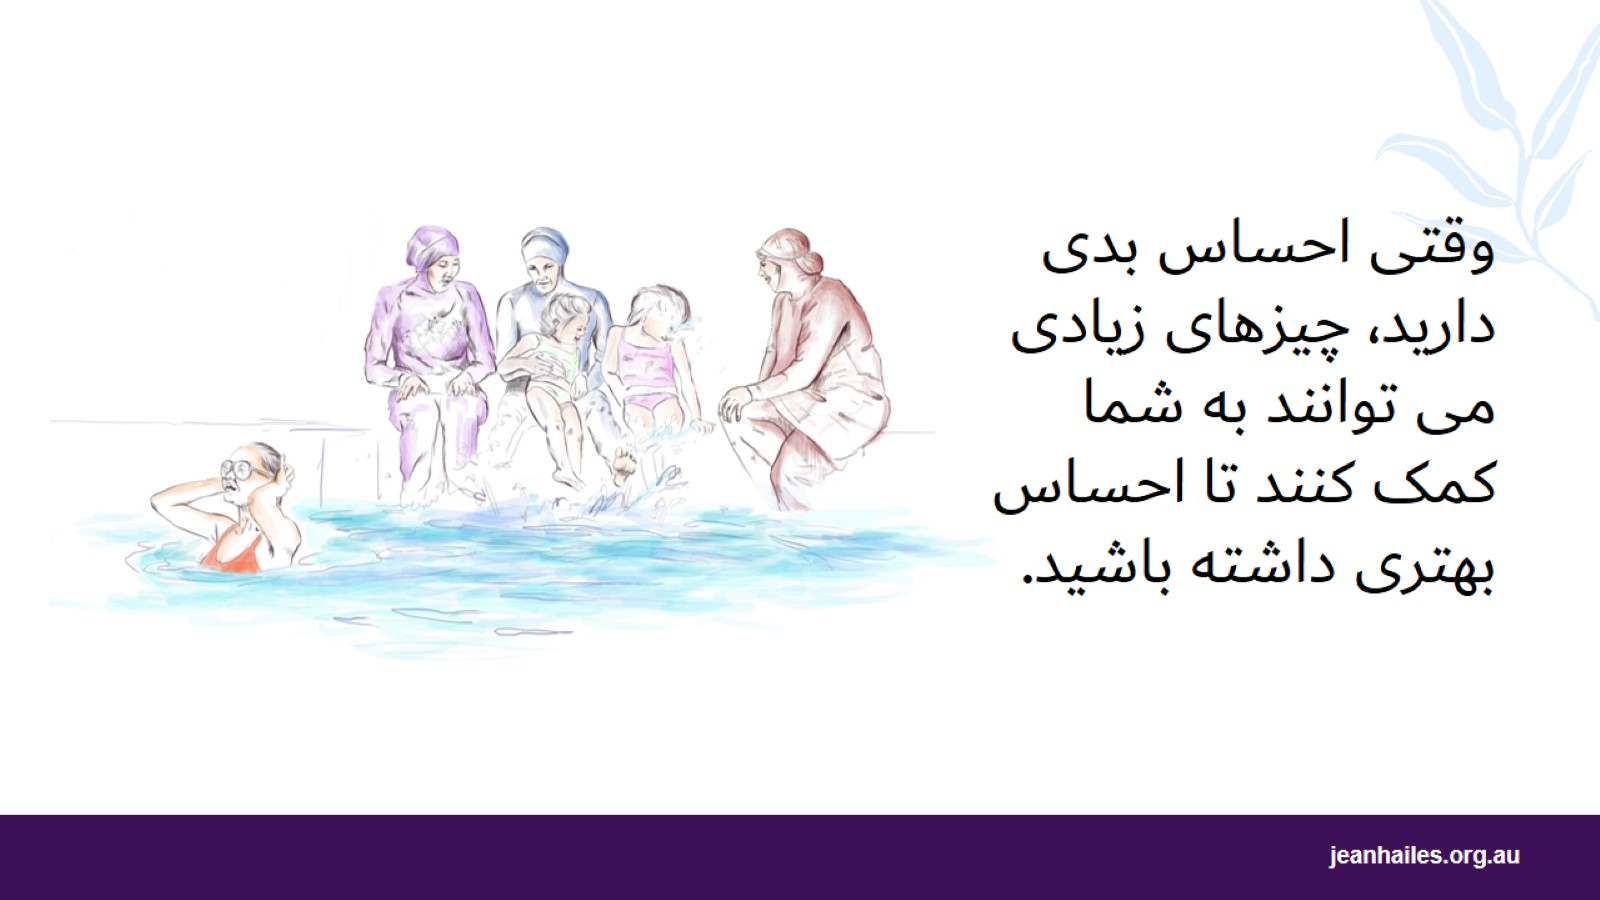 وقتی احساس بدی
دارید، چیزهای زیادی
می توانند به شما
کمک کنند تا احساس
بهتری داشته باشید.
jeanhailes.org.au